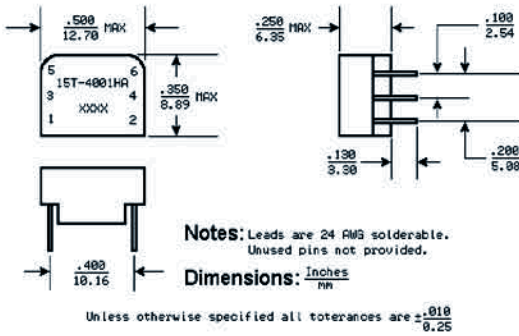 .500
12.70 MAX
.250
6.35 MAX
.100
2.54
5 6
15T-4001HA
3 4
XXXX
1 2
.350
8.89 MAX
.130
3.30
.200
5.08
.400
10.16
Notes: Leads are 24 AWG solderable.
Unused pins not provided.
Dimensions: Inches
mm
Unless otherwise specified all toterances are ± .010
0.25